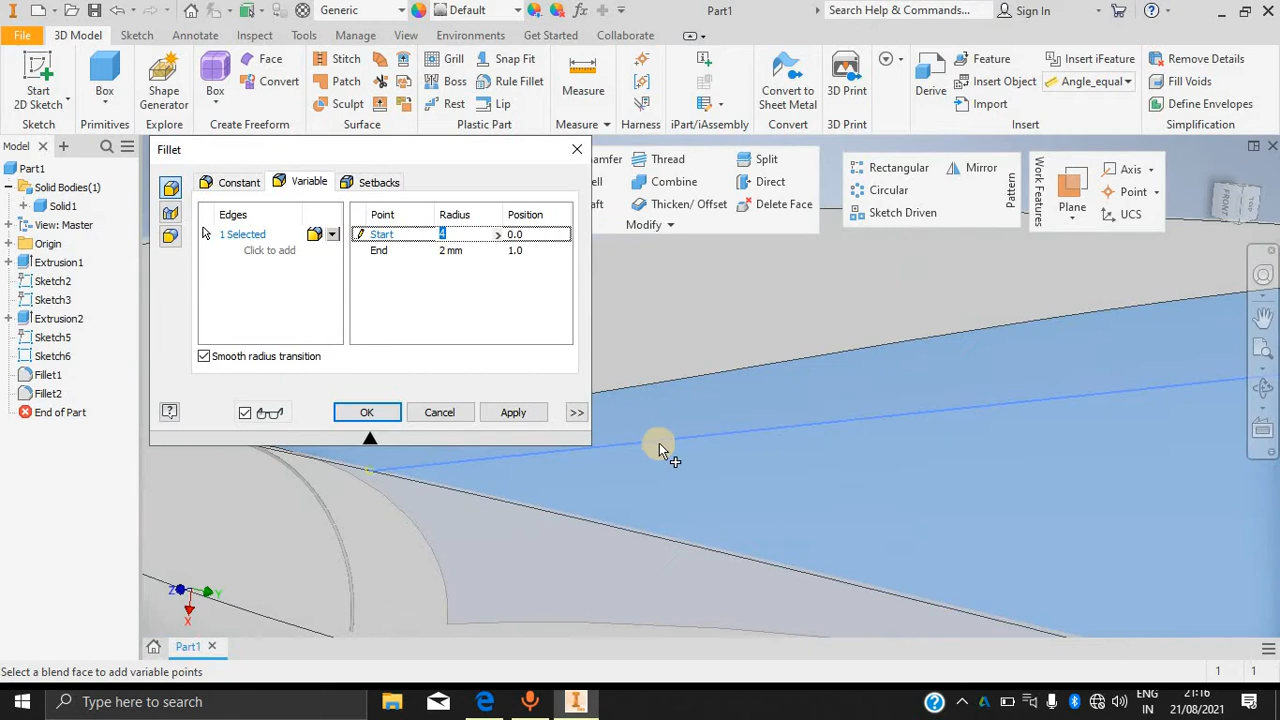 Generic
Default
Part1
Search Help & Commands...
Sign In
File
3D Model
Sketch
Annotate
Inspect
Tools
Manage
View
Environments
Get Started
Collaborate
Start
2D Sketch
Sketch
Box
Primitives
Shape
Generator
Explore
Box
Face
Convert
Create Freeform
Stitch
Patch
Sculpt
Surface
Grill
Boss
Rest
Snap Fit
Rule Fillet
Lip
Plastic Part
Measure
Measure
Harness
iPart/iAssembly
Convert to
Sheet Metal
Convert
3D Print
3D Print
Derive
Feature
Insert Object
Import
Insert iFeature
Angle_equal
Insert
Remove Details
Fill Voids
Define Envelopes
Simplification
Model
Part1
Solid Bodies(1)
Solid1
View: Master
Origin
Extrusion1
Sketch2
Sketch3
Extrusion2
Sketch5
Sketch6
Fillet1
Fillet2
End of Part
Fillet
Constant
Variable
Setbacks
Edges
1 Selected
Click to add
Point Radius Position
Start 4 0.0
End 2 mm 1.0
Smooth radius transition
OK
Cancel
Apply
>>
hamfer
ell
aft
Thread
Combine
Thicken/ Offset
Split
Direct
Delete Face
Modify
Rectangular
Circular
Sketch Driven
Mirror
Pattern
Work Features
Plane
Axis
Point
UCS
FRONT
TOP
Z
Y
X
Part1
Select a blend face to add variable points
1
1
Type here to search
ENG
IN
21:16
21/08/2021